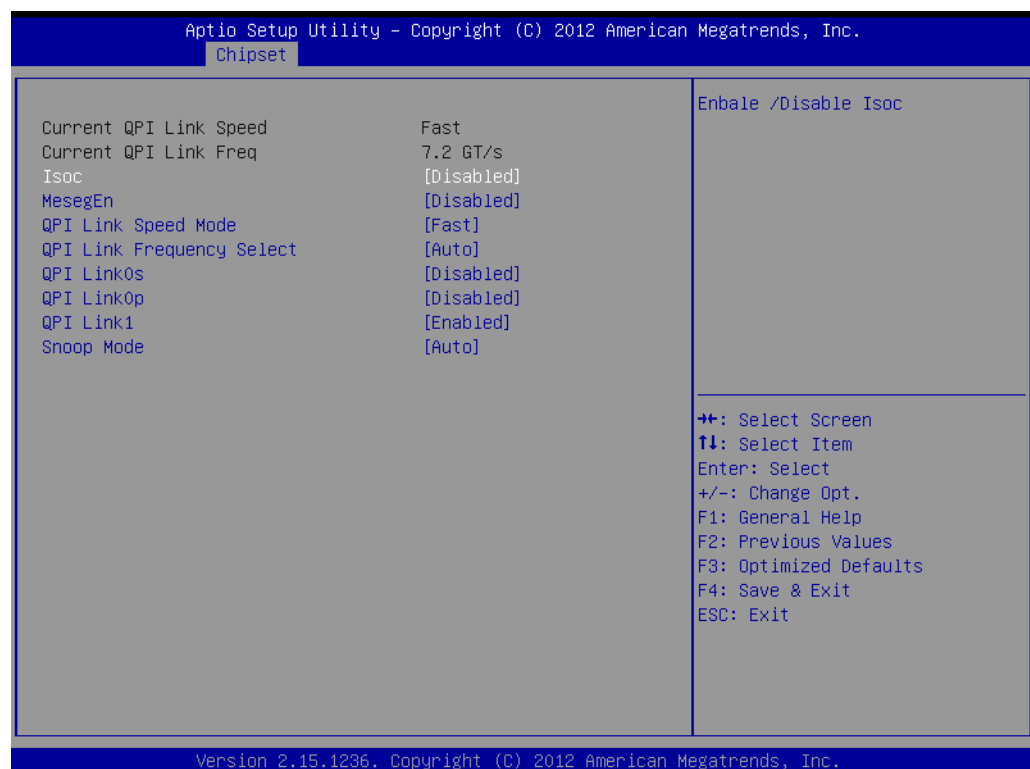 Aptio Setup Utility – Copyright (C) 2012 American Megatrends, Inc.
Chipset
Current QPI Link Speed Fast
Current QPI Link Freq 7.2 GT/s
Isoc [Disabled]
MesegEn [Disabled]
QPI Link Speed Mode [Fast]
QPI Link Frequency Select [Auto]
QPI Link0s [Disabled]
QPI Link0p [Disabled]
QPI Link1 [Enabled]
Snoop Mode [Auto]
Enbale /Disable Isoc
→←: Select Screen
↑↓: Select Item
Enter: Select
+/-: Change Opt.
F1: General Help
F2: Previous Values
F3: Optimized Defaults
F4: Save & Exit
ESC: Exit
Version 2.15.1236. Copyright (C) 2012 American Megatrends, Inc.